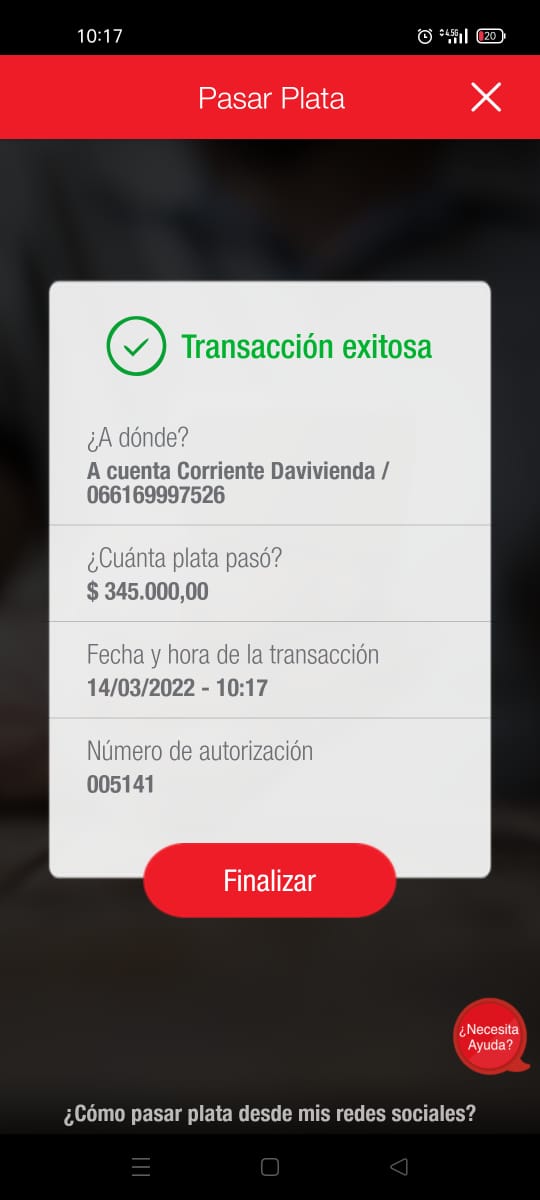 10:17
20
Pasar Plata
Transacción exitosa
¿A dónde?
A cuenta Corriente Davivienda /
066169997526
¿Cuánta plata pasó?
$ 345.000,00
Fecha y hora de la transacción
14/03/2022 - 10:17
Número de autorización
005141
Finalizar
¿Necesita
Ayuda?
¿Cómo pasar plata desde mis redes sociales?